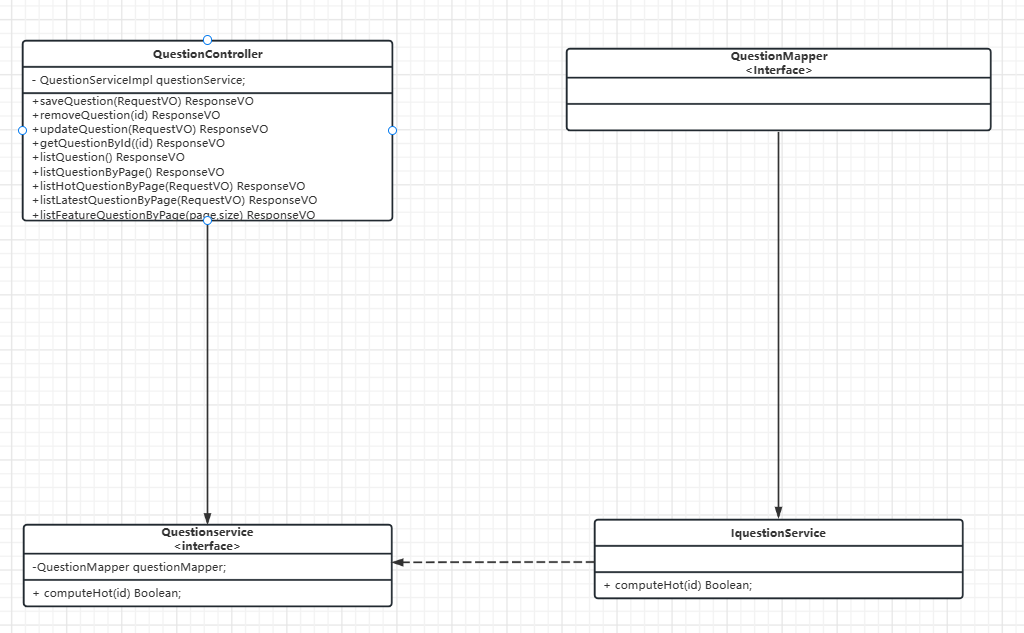 QuestionController
- QuestionServiceImpl questionService;
+saveQuestion(RequestVO) ResponseVO
+removeQuestion(id) ResponseVO
+updateQuestion(RequestVO) ResponseVO
+getQuestionById((id) ResponseVO
+listQuestion() ResponseVO
+listQuestionByPage() ResponseVO
+listHotQuestionByPage(RequestVO) ResponseVO
+listLatestQuestionByPage(RequestVO) ResponseVO
+listFeatureQuestionByPage(page,size) ResponseVO
QuestionMapper
<Interface>
Questionservice
<interface>
-QuestionMapper questionMapper;
+ computeHot(id) Boolean;
IquestionService
+ computeHot(id) Boolean;